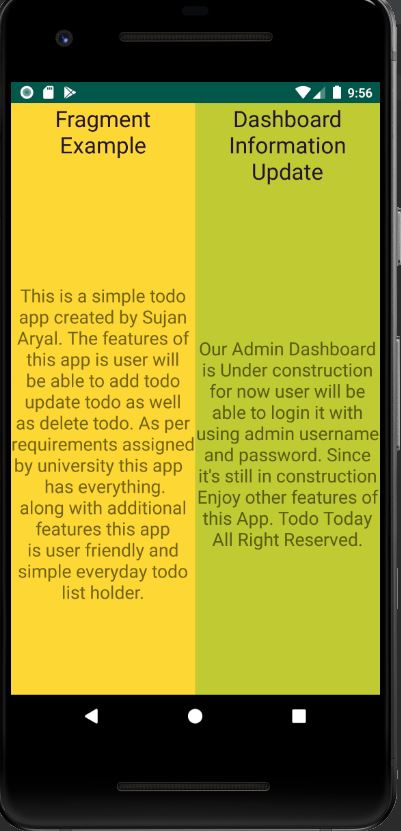 9:56
Fragment
Example
This is a simple todo
app created by Sujan
Aryal. The features of
this app is user will
be able to add todo
update todo as well
as delete todo. As per
requirements assigned
by university this app
has everything.
along with additional
features this app
is user friendly and
simple everyday todo
list holder.
Dashboard
Information
Update
Our Admin Dashboard
is Under construction
for now user will be
able to login it with
using admin username
and password. Since
it's still in construction
Enjoy other features of
this App. Todo Today
All Right Reserved.